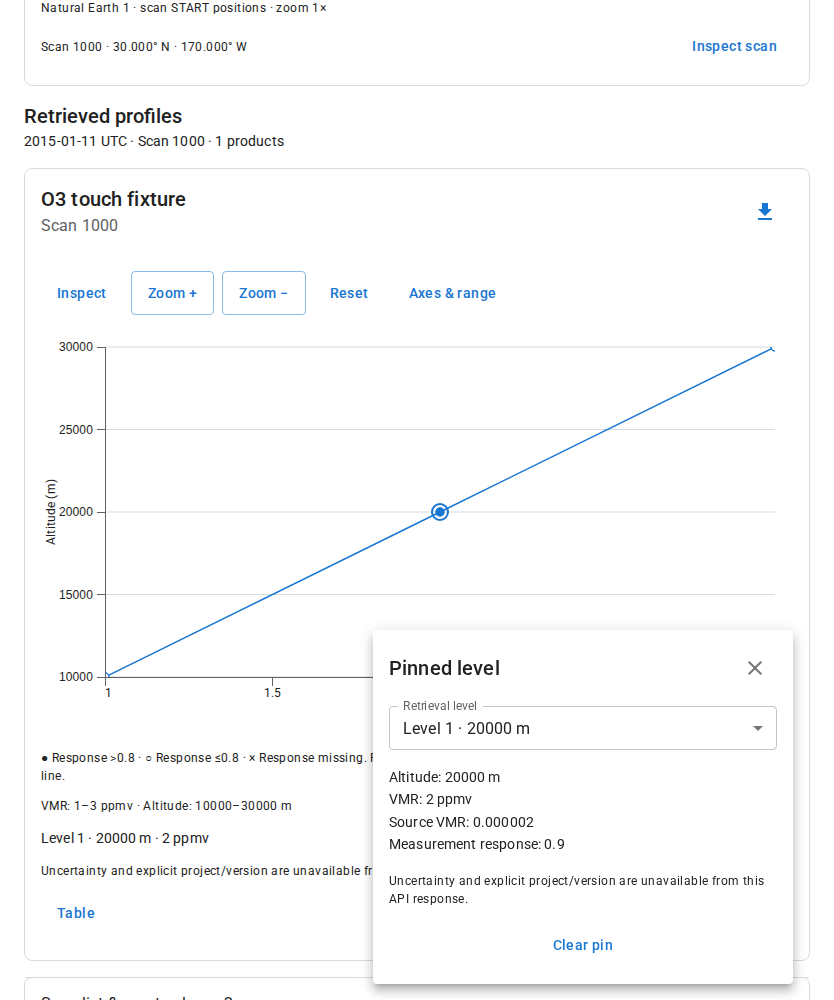 Natural Earth 1 · scan START positions · zoom 1×
Scan 1000 · 30.000° N · 170.000° W
Inspect scan
Retrieved profiles
2015-01-11 UTC · Scan 1000 · 1 products
O3 touch fixture
Scan 1000
Inspect
Zoom +
Zoom −
Reset
Axes & range
30000
25000
20000
15000
10000
Altitude (m)
1
1.5
● Response >0.8 · ○ Response ≤0.8 · × Response missing.
line.
VMR: 1–3 ppmv · Altitude: 10000–30000 m
Level 1 · 20000 m · 2 ppmv
Uncertainty and explicit project/version are unavailable
Table
Pinned level
Retrieval level
Level 1 · 20000 m
Altitude: 20000 m
VMR: 2 ppmv
Source VMR: 0.000002
Measurement response: 0.9
Uncertainty and explicit project/version are unavailable from this
API response.
Clear pin